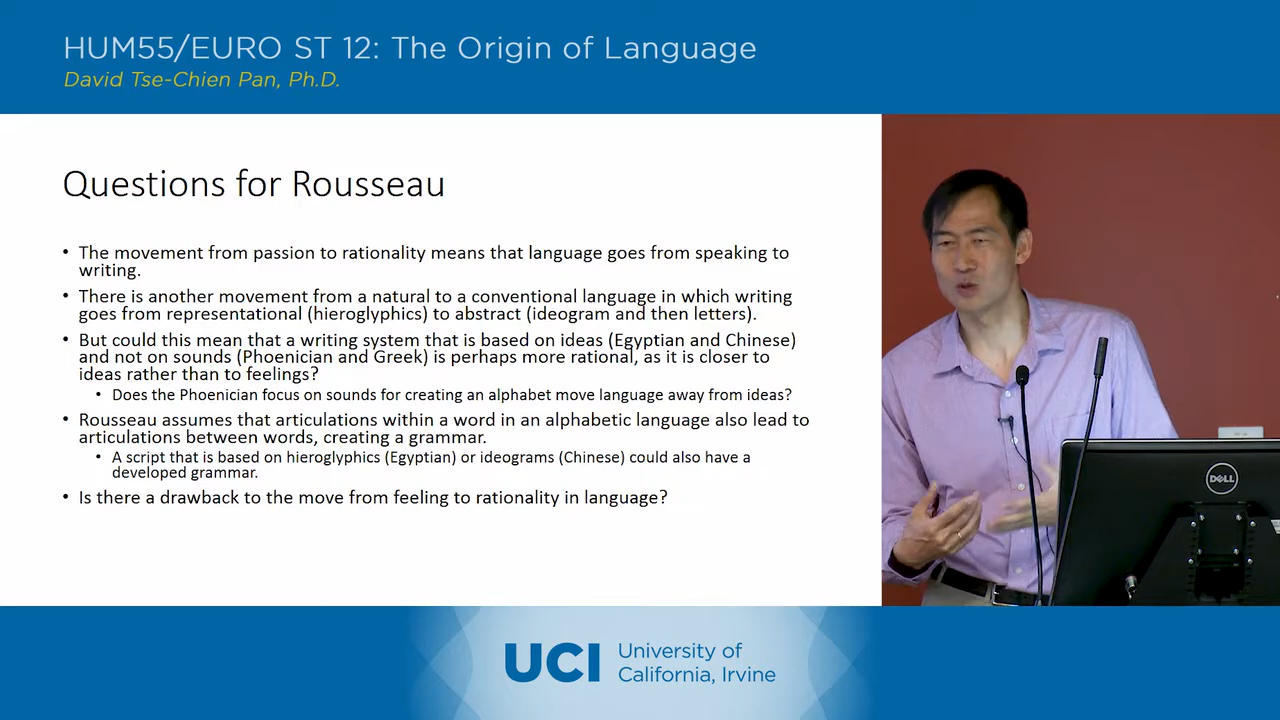 HUM55/EURO ST 12: The Origin of Language
David Tse-Chien Pan, Ph.D.
Questions for Rousseau
• The movement from passion to rationality means that language goes from speaking to
writing.
• There is another movement from a natural to a conventional language in which writing
goes from representational (hieroglyphics) to abstract (ideogram and then letters).
• But could this mean that a writing system that is based on ideas (Egyptian and Chinese)
and not on sounds (Phoenician and Greek) is perhaps more rational, as it is closer to
ideas rather than to feelings?
• Does the Phoenician focus on sounds for creating an alphabet move language away from ideas?
• Rousseau assumes that articulations within a word in an alphabetic language also lead to
articulations between words, creating a grammar.
• A script that is based on hieroglyphics (Egyptian) or ideograms (Chinese) could also have a
developed grammar.
• Is there a drawback to the move from feeling to rationality in language?
DELL
UCI
University of
California, Irvine